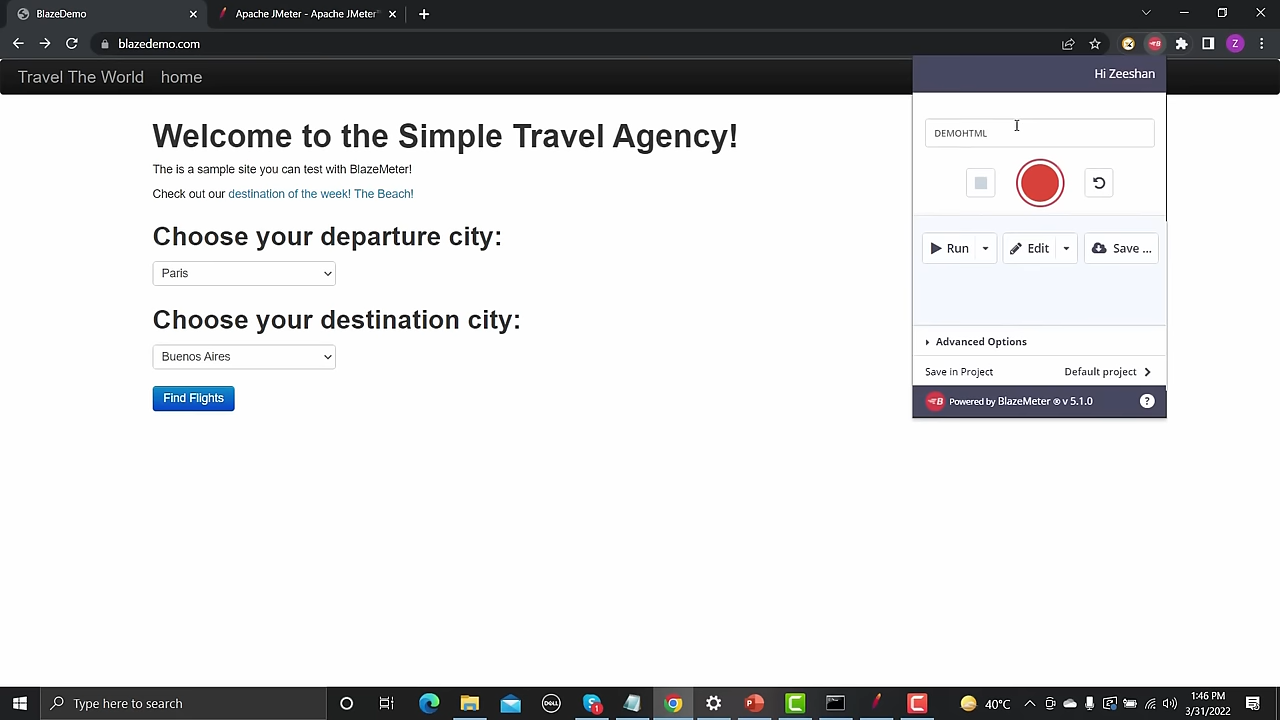 BlazeDemo
Apache JMeter - Apache JMeter™
blazedemo.com
Z
Travel The World home
Hi Zeeshan
DEMOHTML
Welcome to the Simple Travel Agency!
The is a sample site you can test with BlazeMeter!
Check out our destination of the week! The Beach!
Choose your departure city:
Paris
Run
Edit
Save ...
Choose your destination city:
Buenos Aires
Advanced Options
Save in Project Default project
Find Flights
Powered by BlazeMeter ® v 5.1.0 ?
Type here to search
DELL
1
40°C
1:46 PM
3/31/2022